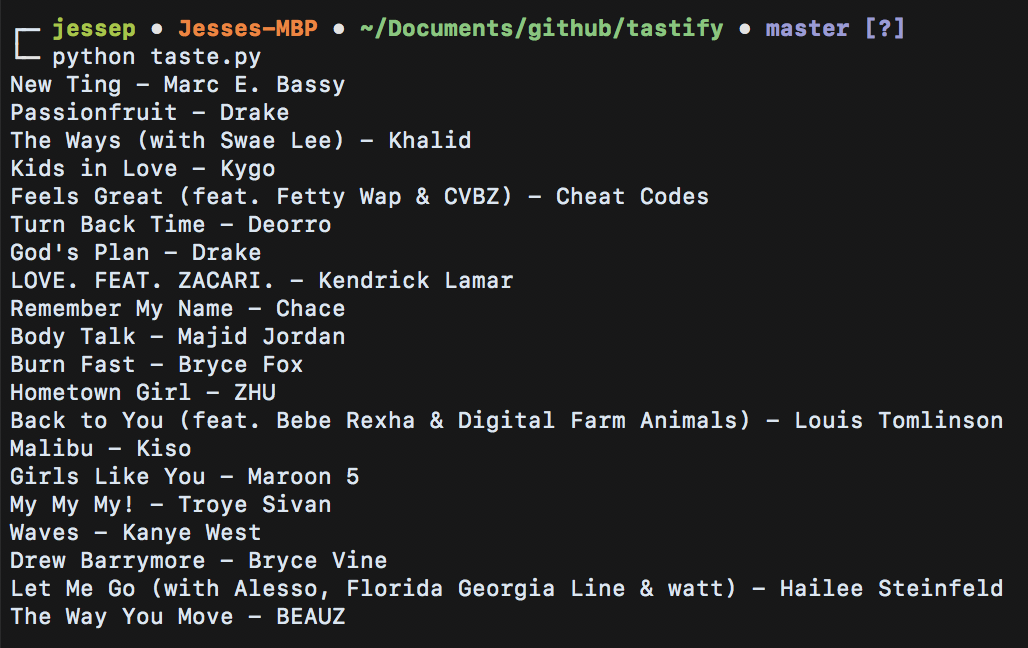 jessep • Jesses-MBP • ~/Documents/github/tastify • master [?]
python taste.py
New Ting - Marc E. Bassy
Passionfruit - Drake
The Ways (with Swae Lee) - Khalid
Kids in Love - Kygo
Feels Great (feat. Fetty Wap & CVBZ) - Cheat Codes
Turn Back Time - Deorro
God's Plan - Drake
LOVE. FEAT. ZACARI. - Kendrick Lamar
Remember My Name - Chace
Body Talk - Majid Jordan
Burn Fast - Bryce Fox
Hometown Girl - ZHU
Back to You (feat. Bebe Rexha & Digital Farm Animals) - Louis Tomlinson
Malibu - Kiso
Girls Like You - Maroon 5
My My My! - Troye Sivan
Waves - Kanye West
Drew Barrymore - Bryce Vine
Let Me Go (with Alesso, Florida Georgia Line & watt) - Hailee Steinfeld
The Way You Move - BEAUZ